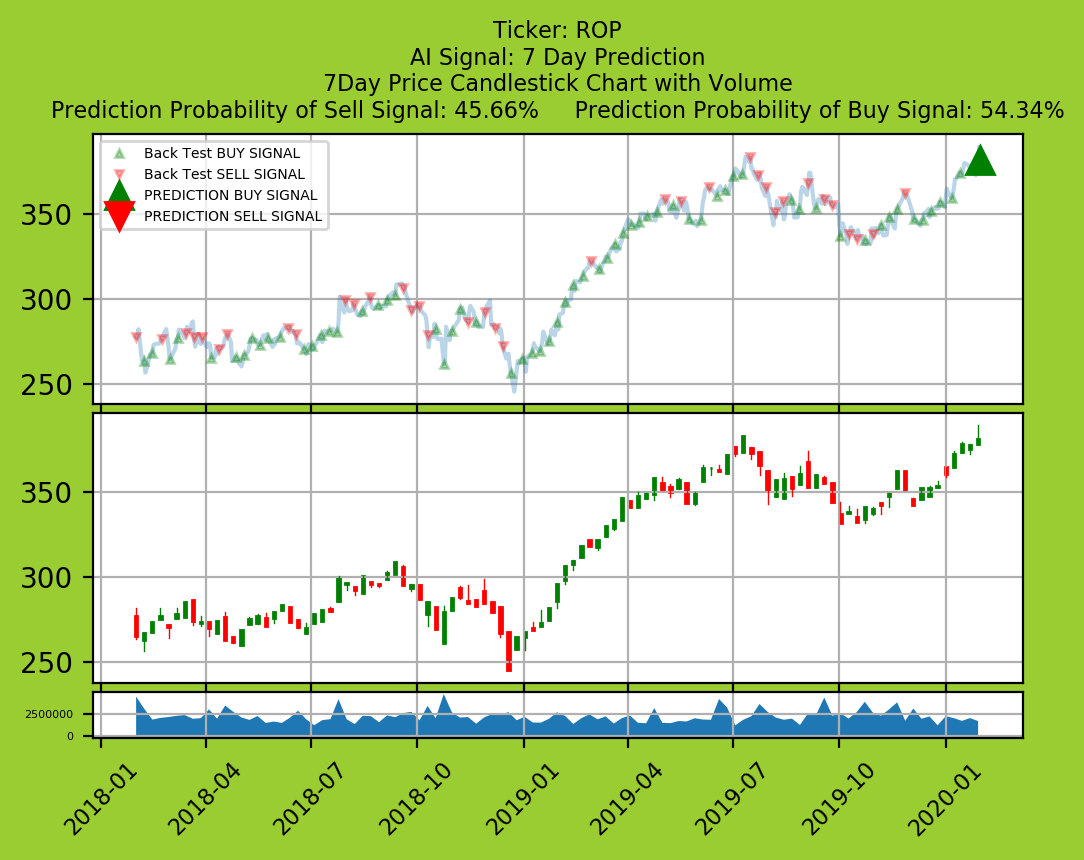 Ticker: ROP
AI Signal: 7 Day Prediction
7Day Price Candlestick Chart with Volume
Prediction Probability of Sell Signal: 45.66%     Prediction Probability of Buy Signal: 54.34%
Back Test BUY SIGNAL
Back Test SELL SIGNAL
PREDICTION BUY SIGNAL
PREDICTION SELL SIGNAL
350
300
250
350
300
250
2500000
0
2018-01
2018-04
2018-07
2018-10
2019-01
2019-04
2019-07
2019-10
2020-01